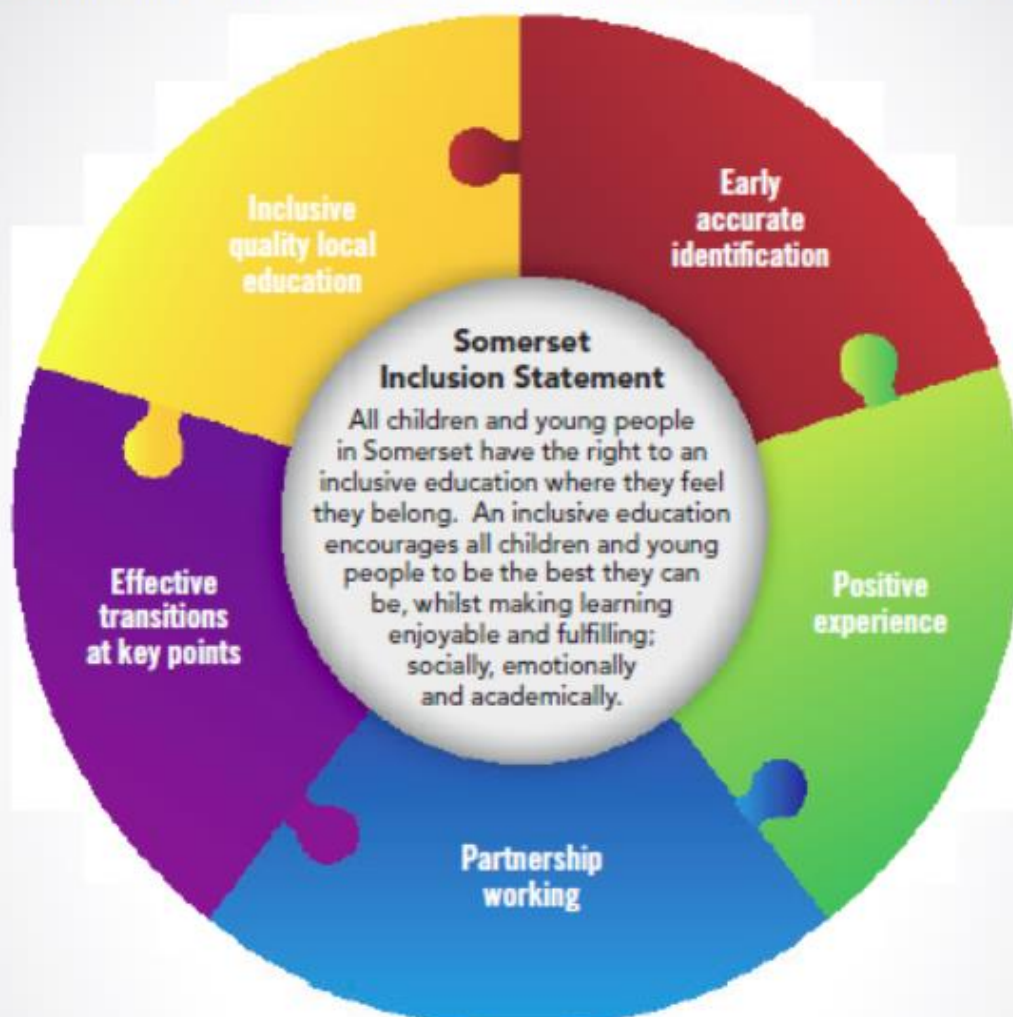 Inclusive
quality local
education
Early
accurate
identification
Somerset
Inclusion Statement
All children and young people
in Somerset have the right to an
inclusive education where they feel
they belong. An inclusive education
encourages all children and young
people to be the best they can
be, whilst making learning
enjoyable and fulfilling;
socially, emotionally
and academically.
Effective
transitions
at key points
Positive
experience
Partnership
working